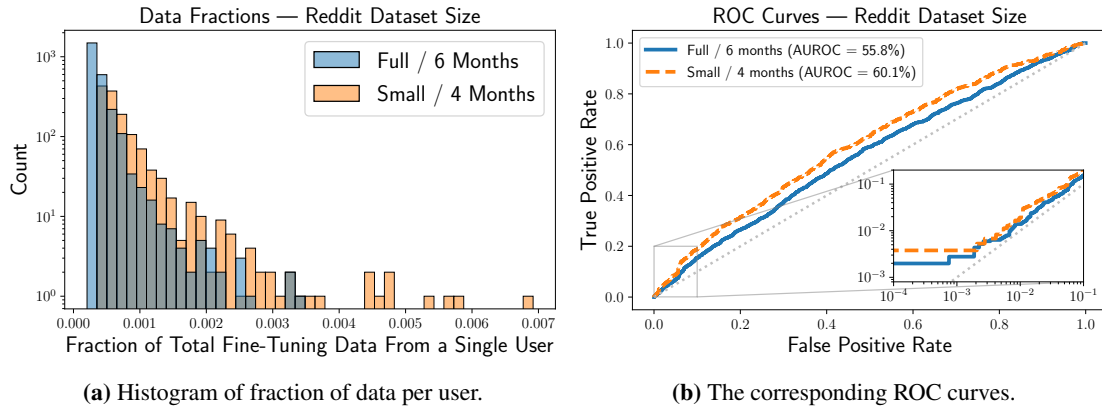 Data Fractions — Reddit Dataset Size
Full / 6 Months
Small / 4 Months
Count
10³
10²
10¹
10⁰
0.000 0.001 0.002 0.003 0.004 0.005 0.006 0.007
Fraction of Total Fine-Tuning Data From a Single User
(a) Histogram of fraction of data per user.
ROC Curves — Reddit Dataset Size
Full / 6 months (AUROC = 55.8%)
Small / 4 months (AUROC = 60.1%)
True Positive Rate
1.0
0.8
0.6
0.4
0.2
0.0
10⁻¹
10⁻²
10⁻³
10⁻⁴ 10⁻³ 10⁻² 10⁻¹
0.0 0.2 0.4 0.6 0.8 1.0
False Positive Rate
(b) The corresponding ROC curves.